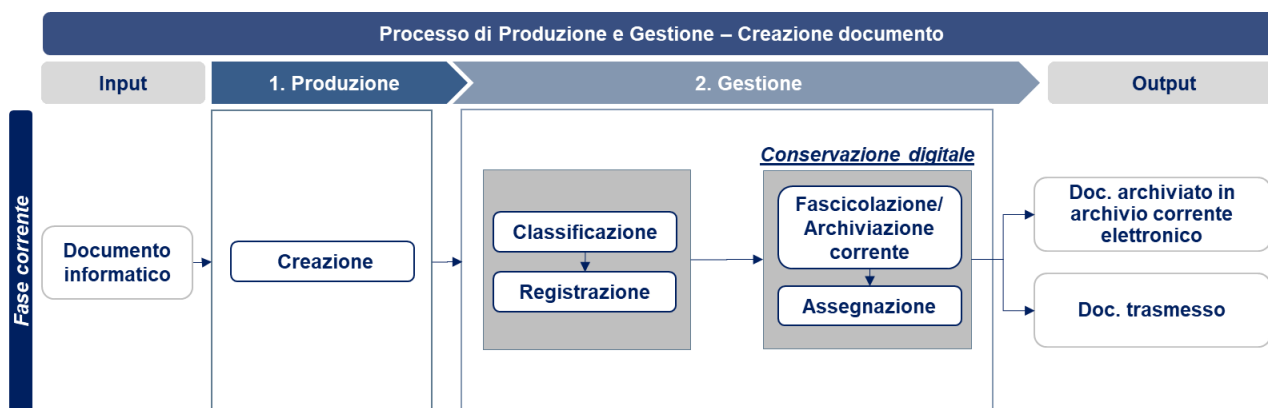 Processo di Produzione e Gestione – Creazione documento
Input
1. Produzione
2. Gestione
Output
Fase corrente
Documento
informatico
Creazione
Classificazione
Registrazione
Conservazione digitale
Fascicolazione/
Archiviazione
corrente
Assegnazione
Doc. archiviato in
archivio corrente
elettronico
Doc. trasmesso